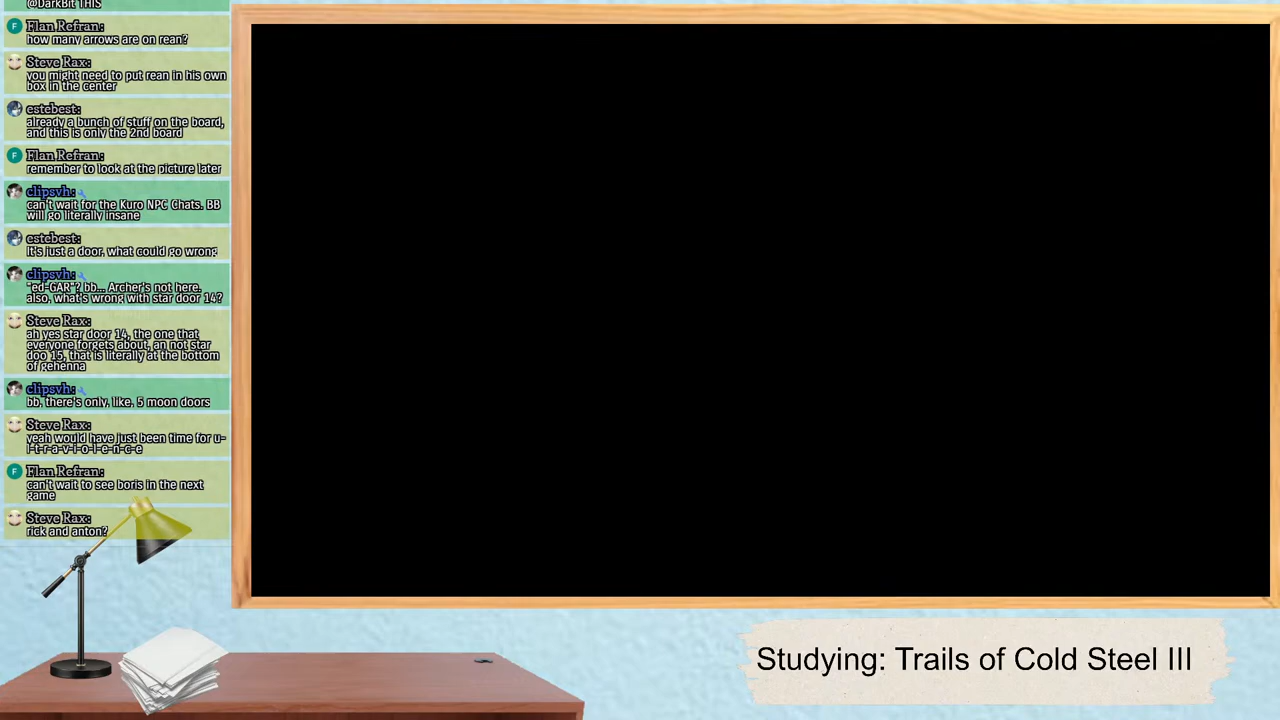 @DarkBit THIS
F
Flan Refran:
how many arrows are on rean?
Steve Rax:
you might need to put rean in his own
box in the center
estebest:
already a bunch of stuff on the board,
and this is only the 2nd board
F
Flan Refran:
remember to look at the picture later
clipsvh:
can't wait for the Kuro NPC Chats. BB
will go literally insane
estebest:
It's just a door, what could go wrong
clipsvh:
"ed-GAR"? bb... Archer's not here.
also, what's wrong with star door 14?
Steve Rax:
ah yes star door 14, the one that
everyone forgets about, an not star
doo 15, that is literally at the bottom
of gehenna
clipsvh:
bb, there's only, like, 5 moon doors
Steve Rax:
yeah would have just been time for u-
l-t-r-a-v-i-o-l-e-n-c-e
F
Flan Refran:
can't wait to see boris in the next
game
Steve Rax:
rick and anton?
Studying: Trails of Cold Steel III